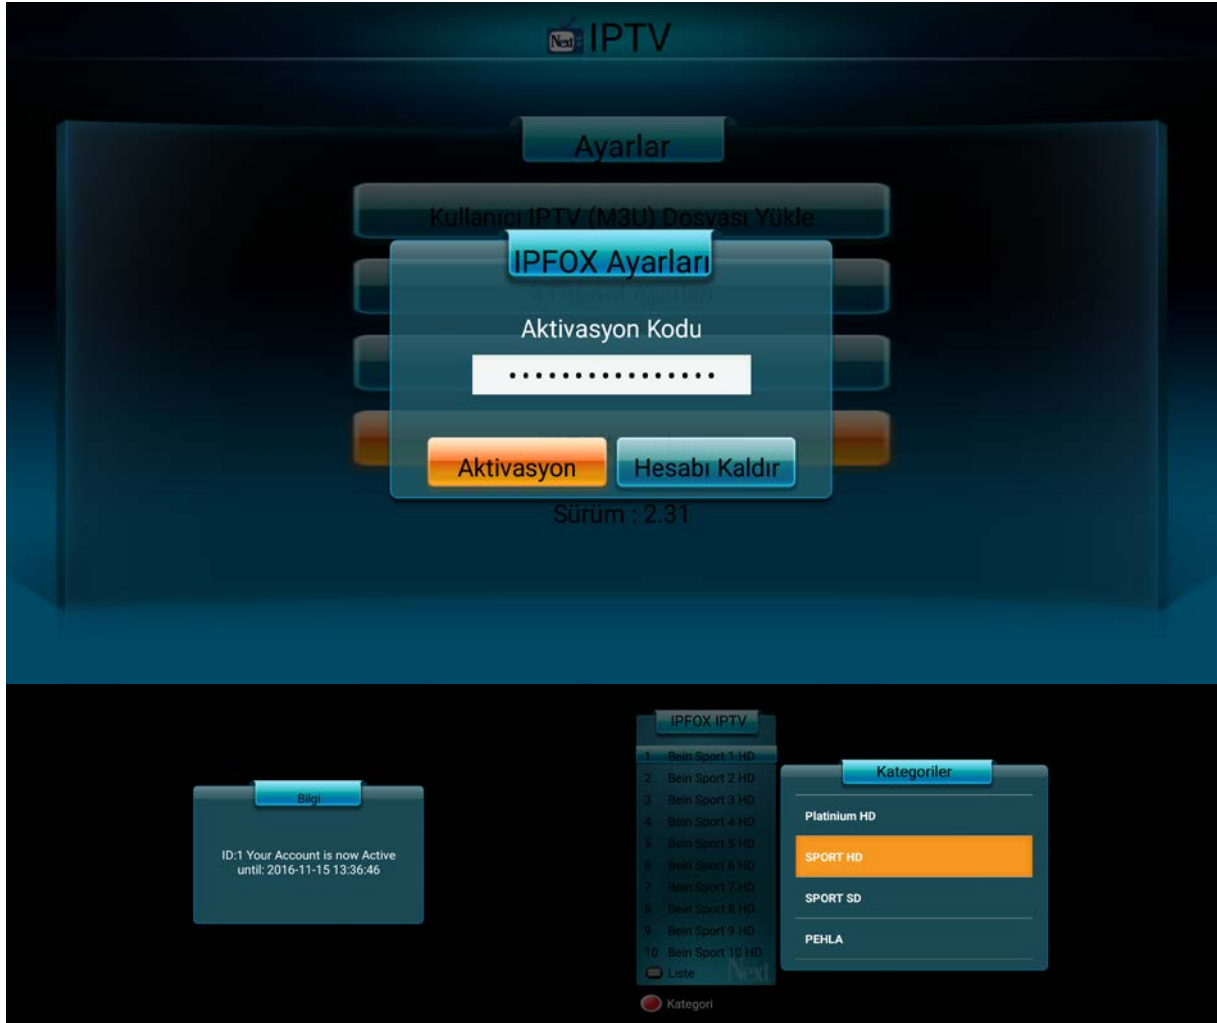 Next IPTV
Ayarlar
Kullanıcı IPTV (M3U) Dosyası Yükle
IPFOX Ayarları
Aktivasyon Kodu
••••••••••••••••
Aktivasyon
Hesabı Kaldır
Sürüm : 2.31
Bilgi
ID:1 Your Account is now Active
until: 2016-11-15 13:36:46
IPFOX IPTV
1 Bein Sport 1 HD
2 Bein Sport 2 HD
3 Bein Sport 3 HD
4 Bein Sport 4 HD
5 Bein Sport 5 HD
6 Bein Sport 6 HD
7 Bein Sport 7 HD
8 Bein Sport 8 HD
9 Bein Sport 9 HD
10 Bein Sport 10 HD
Liste
Next
Kategori
Kategoriler
Platinium HD
SPORT HD
SPORT SD
PEHLA